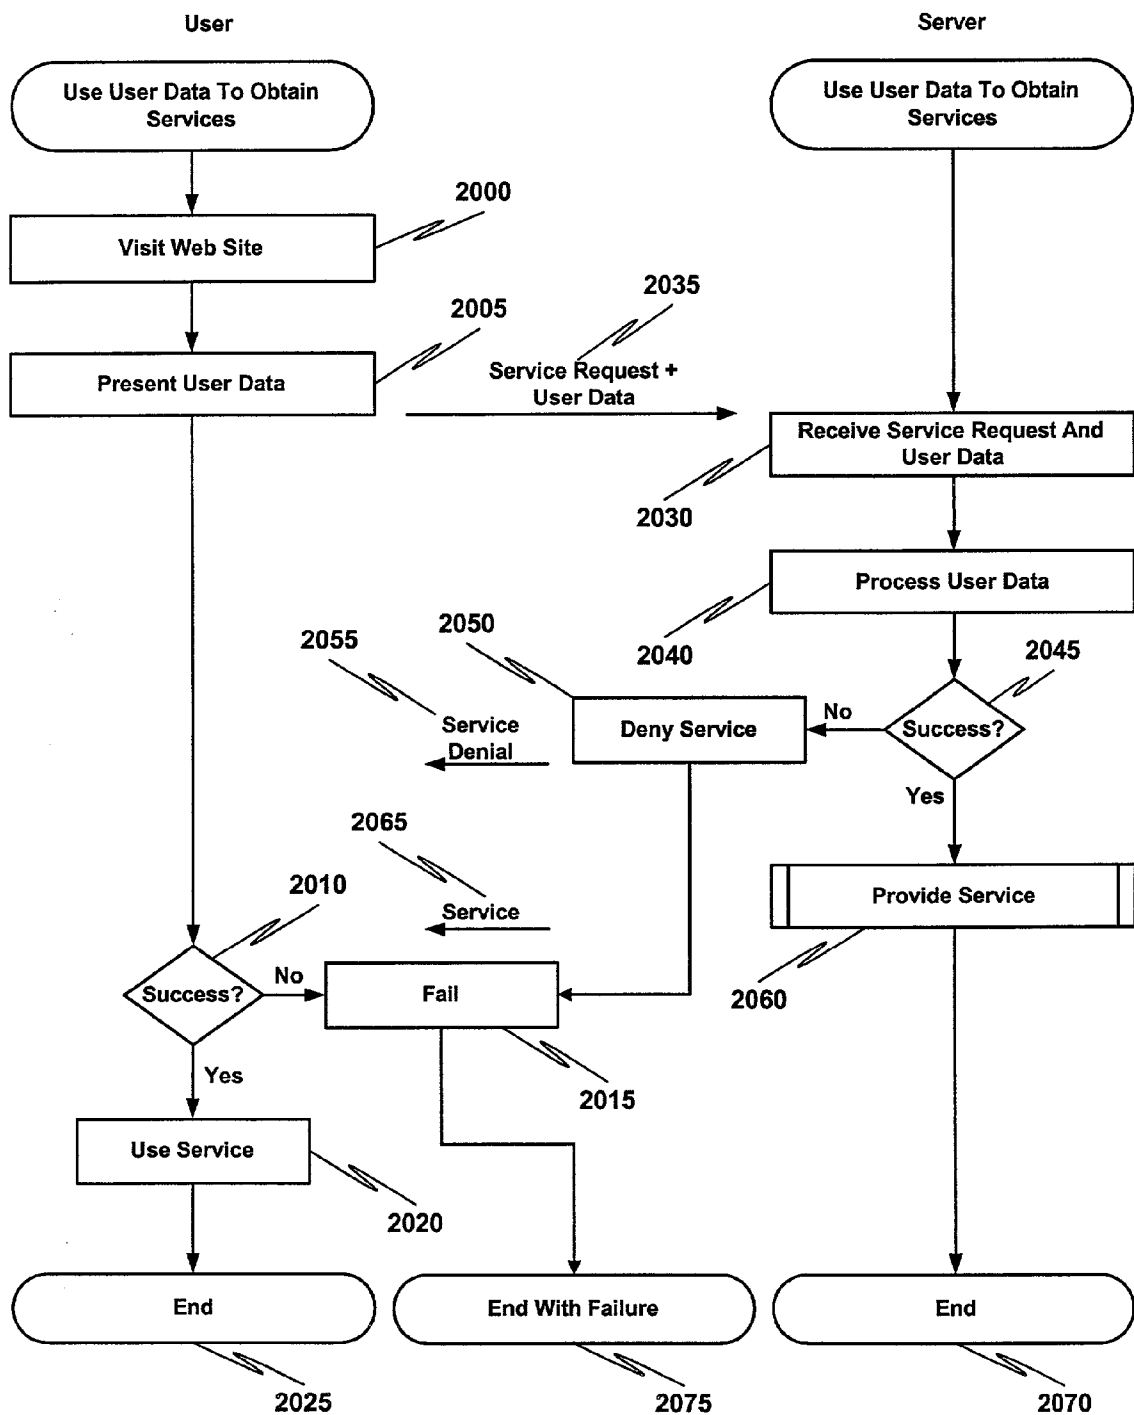 User
Server
Use User Data To Obtain
Services
Use User Data To Obtain
Services
2000
Visit Web Site
2035
2005
Service Request +
User Data
Present User Data
Receive Service Request And
User Data
2030
Process User Data
2040
2050
2055
2045
Service
Denial
Deny Service
No
Success?
Yes
2065
Service
2010
Provide Service
2060
Success?
No
Fail
Yes
2015
Use Service
2020
End
End With Failure
End
2025
2075
2070